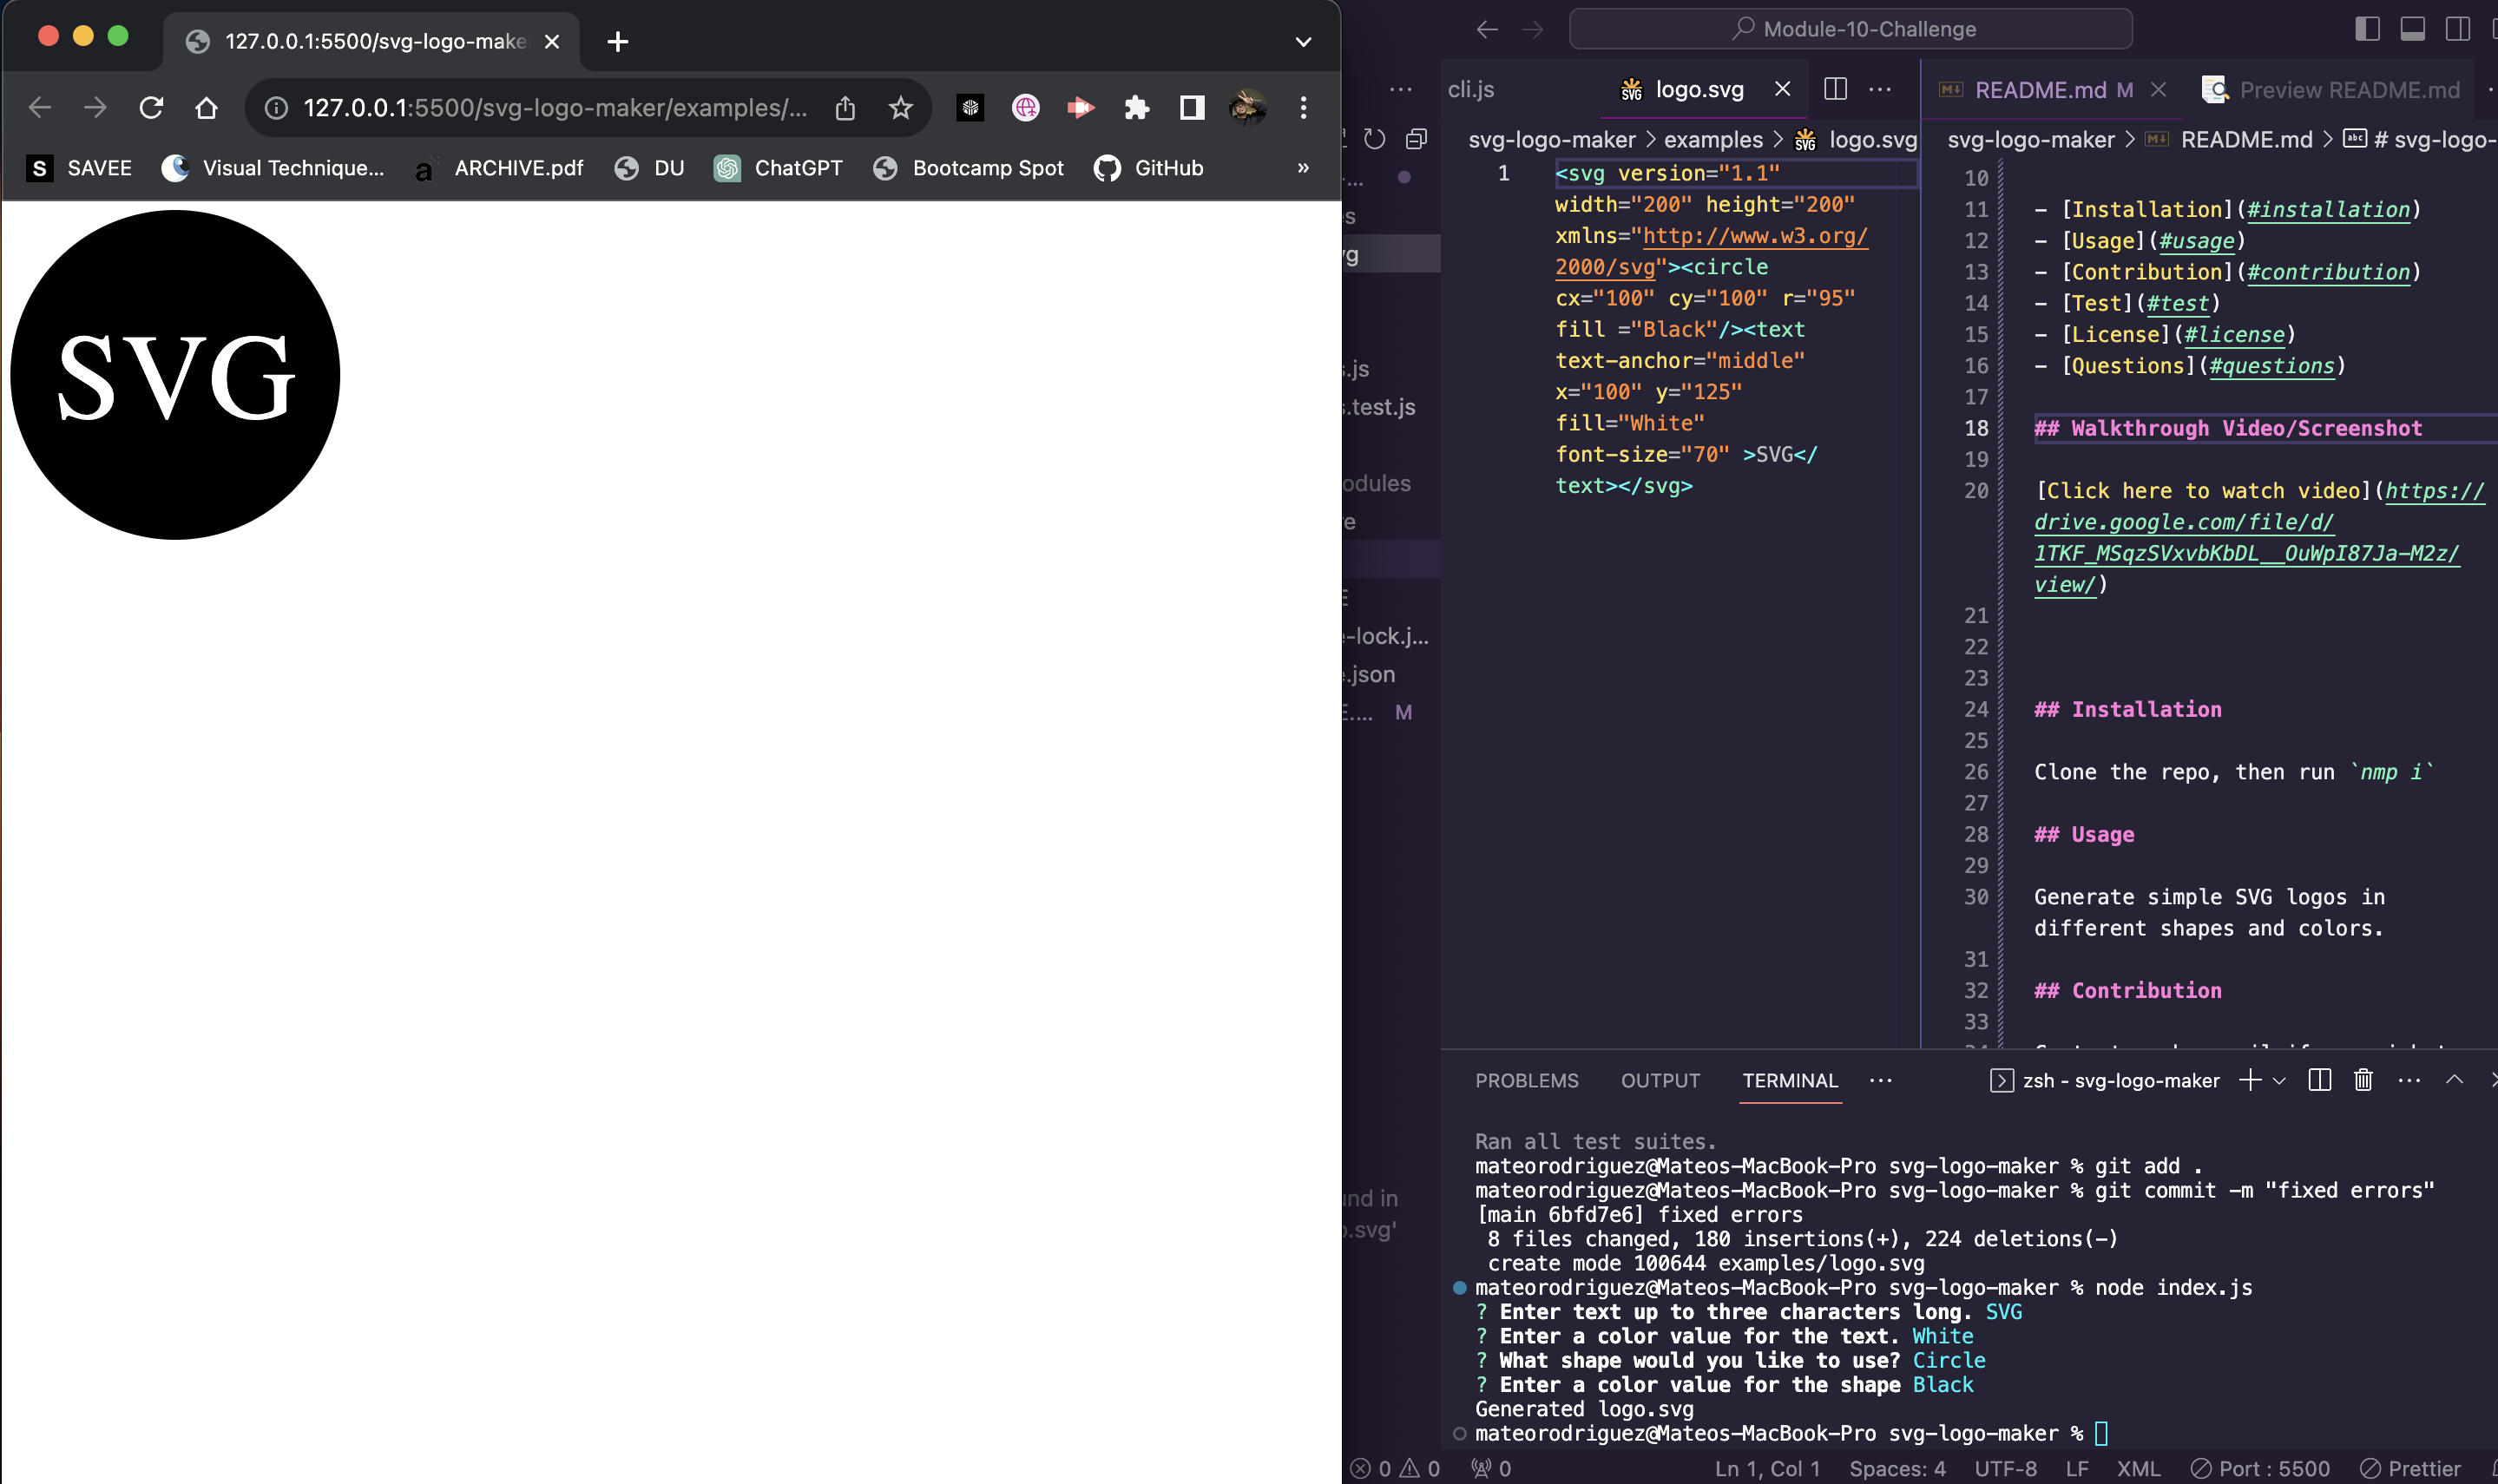 127.0.0.1:5500/svg-logo-make
127.0.0.1:5500/svg-logo-maker/examples/...
SAVEE
Visual Technique...
ARCHIVE.pdf
DU
ChatGPT
Bootcamp Spot
GitHub
»
SVG
Module-10-Challenge
s.js
s.test.js
odules
e-lock.j...
e.json
E.... M
und in
o.svg'
cli.js
logo.svg
svg-logo-maker > examples > logo.svg
1 <svg version="1.1"
width="200" height="200"
xmlns="http://www.w3.org/
2000/svg"><circle
cx="100" cy="100" r="95"
fill ="Black"/><text
text-anchor="middle"
x="100" y="125"
fill="White"
font-size="70" >SVG</
text></svg>
README.md M
Preview README.md
svg-logo-maker > README.md > # svg-logo-
10
11 - [Installation](#installation)
12 - [Usage](#usage)
13 - [Contribution](#contribution)
14 - [Test](#test)
15 - [License](#license)
16 - [Questions](#questions)
17
18 ## Walkthrough Video/Screenshot
19
20 [Click here to watch video](https://
drive.google.com/file/d/
1TKF_MSqzSVxvbKbDL__OuWpI87Ja-M2z/
view/)
21
22
23
24 ## Installation
25
26 Clone the repo, then run `nmp i`
27
28 ## Usage
29
30 Generate simple SVG logos in
different shapes and colors.
31
32 ## Contribution
33
PROBLEMS OUTPUT TERMINAL ...
zsh - svg-logo-maker
Ran all test suites.
mateorodriguez@Mateos-MacBook-Pro svg-logo-maker % git add .
mateorodriguez@Mateos-MacBook-Pro svg-logo-maker % git commit -m "fixed errors"
[main 6bfd7e6] fixed errors
8 files changed, 180 insertions(+), 224 deletions(-)
create mode 100644 examples/logo.svg
mateorodriguez@Mateos-MacBook-Pro svg-logo-maker % node index.js
? Enter text up to three characters long. SVG
? Enter a color value for the text. White
? What shape would you like to use? Circle
? Enter a color value for the shape Black
Generated logo.svg
mateorodriguez@Mateos-MacBook-Pro svg-logo-maker %
0 0 0 Ln 1, Col 1 Spaces: 4 UTF-8 LF XML Port : 5500 Prettier